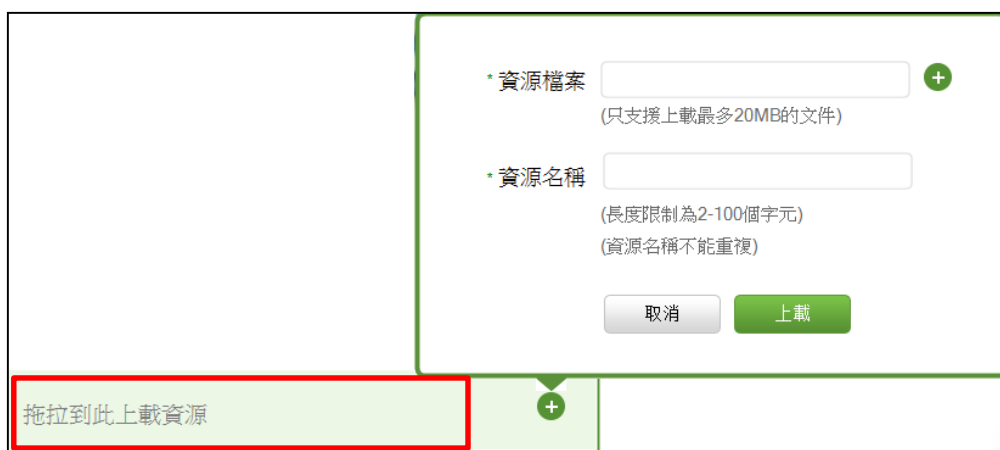 * 資源檔案
(只支援上載最多20MB的文件)
* 資源名稱
(長度限制為2-100個字元)
(資源名稱不能重複)
取消 上載
拖拉到此上載資源